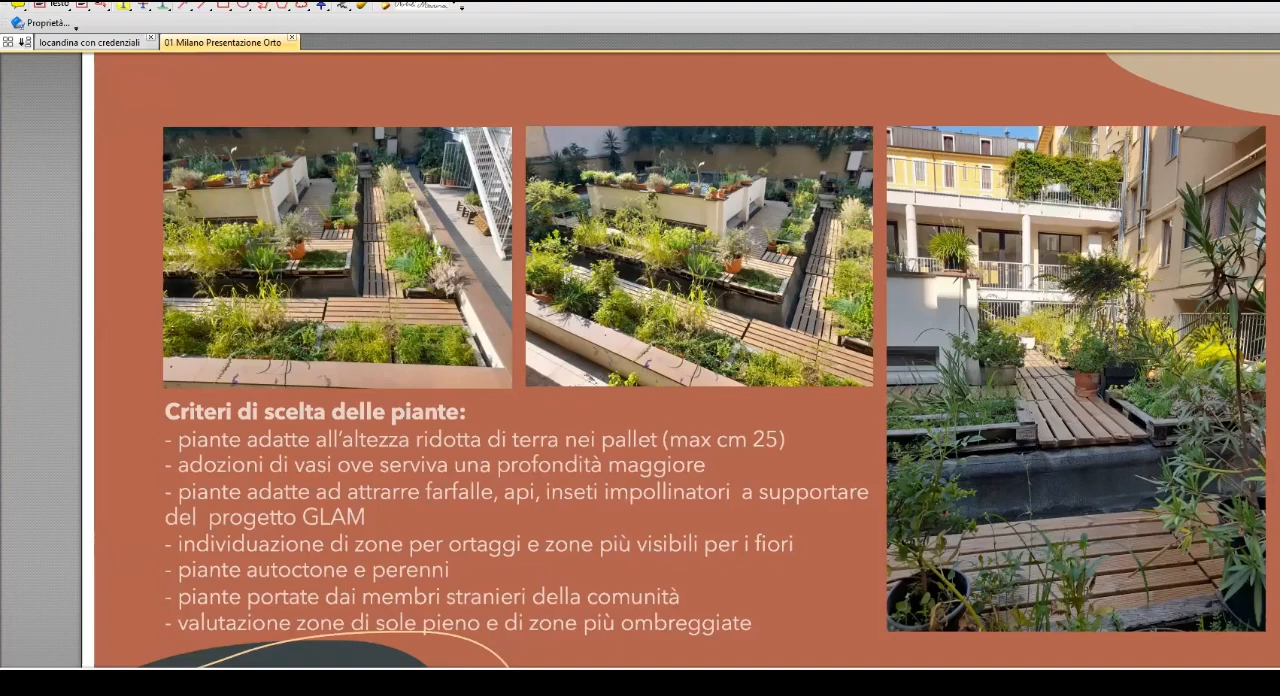 Testo
Proprietà...
locandina con credenziali
01 Milano Presentazione Orto
Criteri di scelta delle piante:
- piante adatte all'altezza ridotta di terra nei pallet (max cm 25)
- adozioni di vasi ove serviva una profondità maggiore
- piante adatte ad attrarre farfalle, api, inseti impollinatori  a supportare
del  progetto GLAM
- individuazione di zone per ortaggi e zone più visibili per i fiori
- piante autoctone e perenni
- piante portate dai membri stranieri della comunità
- valutazione zone di sole pieno e di zone più ombreggiate